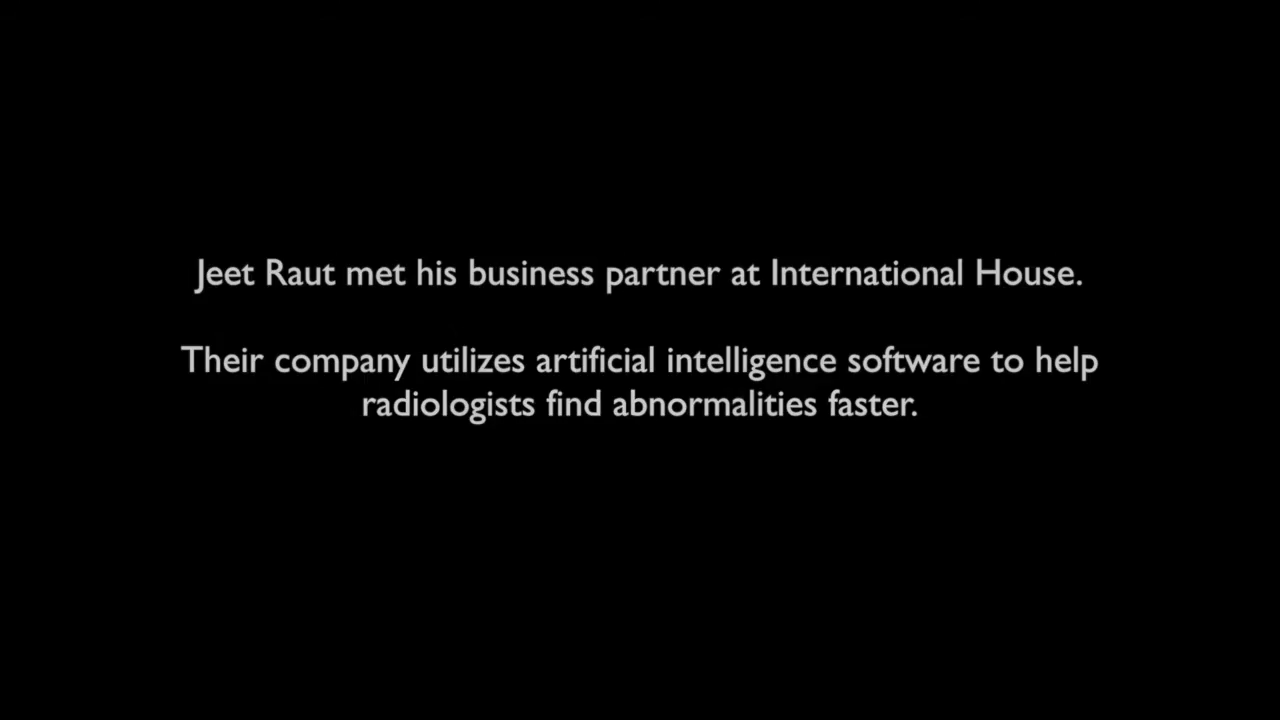 Jeet Raut met his business partner at International House.
Their company utilizes artificial intelligence software to help
radiologists find abnormalities faster.